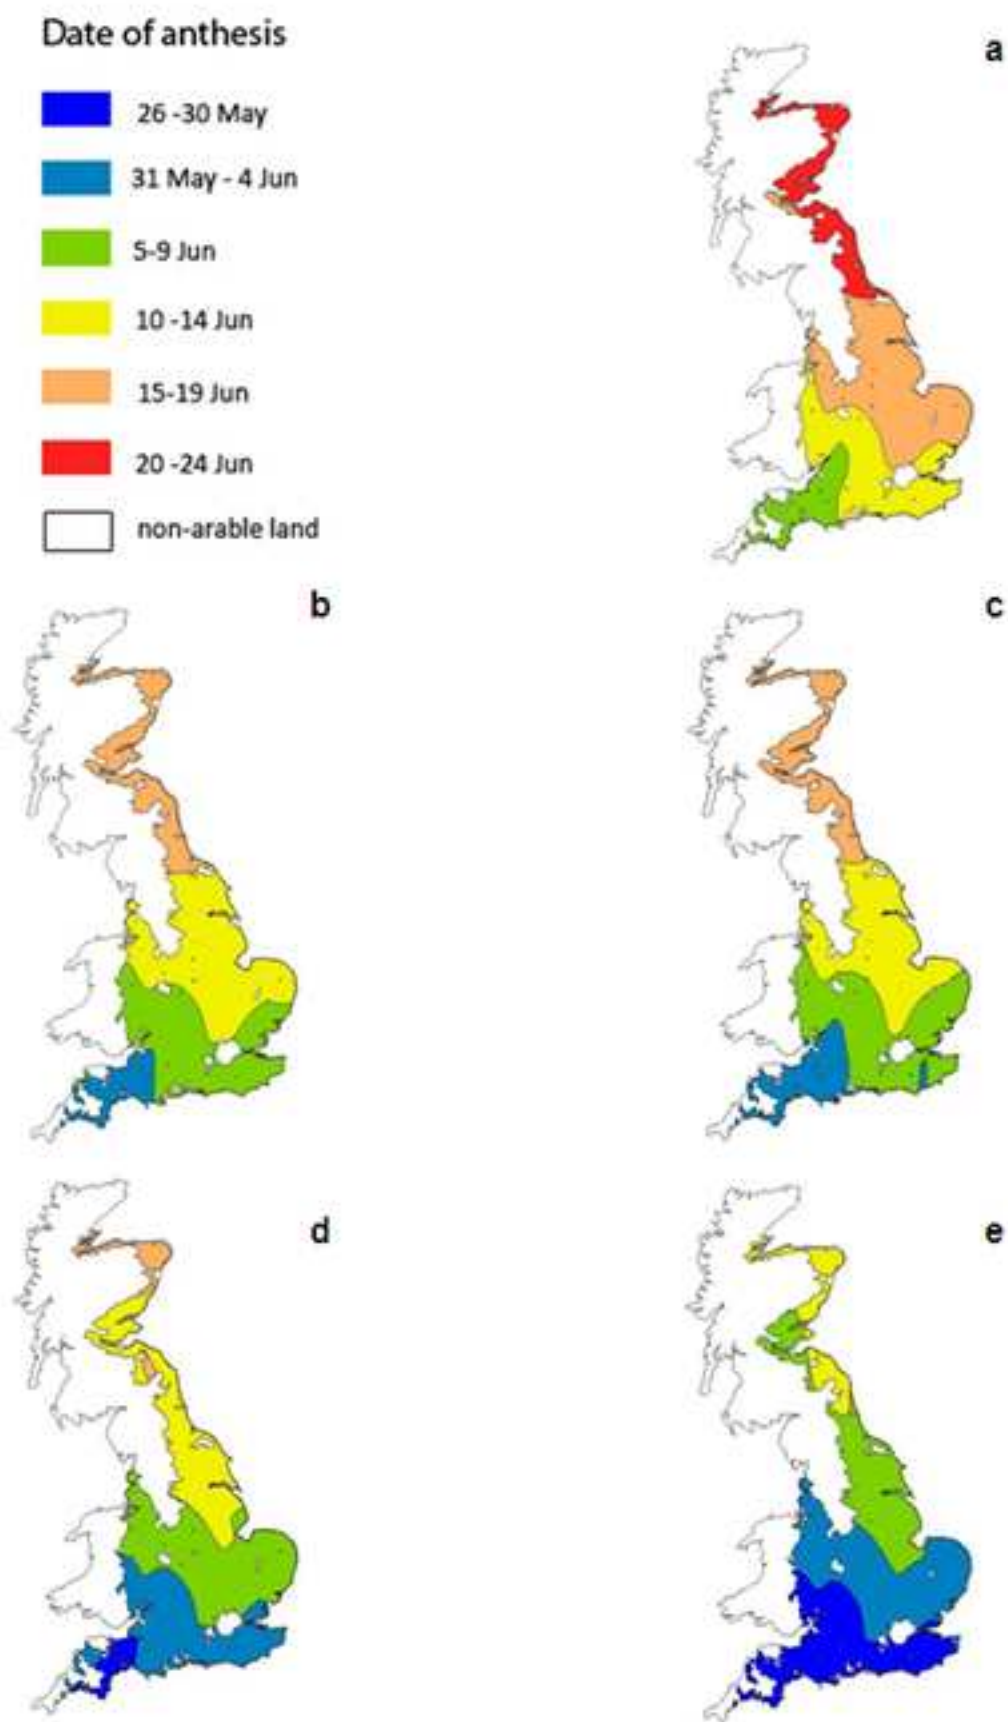 Date of anthesis
a
26 -30 May
31 May - 4 Jun
5-9 Jun
10 -14 Jun
15-19 Jun
20 -24 Jun
non-arable land
b
c
d
e